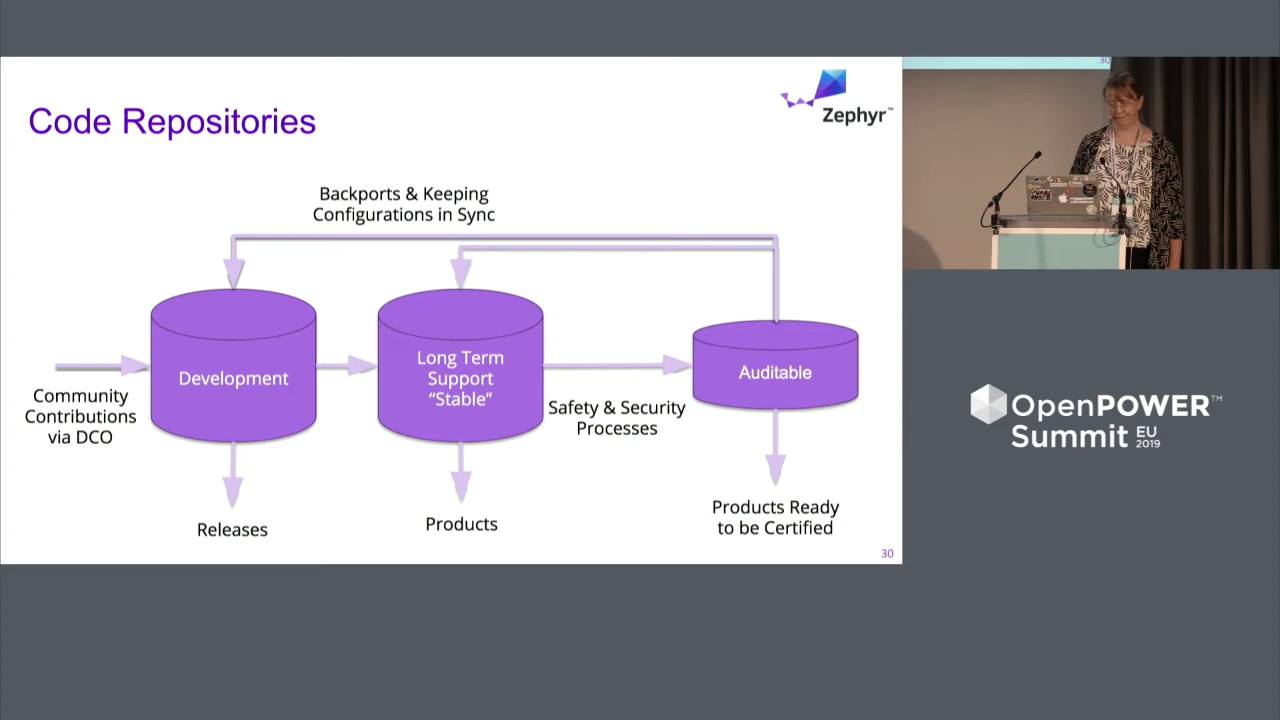 Code Repositories
Zephyr™
30
Backports & Keeping
Configurations in Sync
Development
Long Term
Support
“Stable”
Auditable
Community
Contributions
via DCO
Safety & Security
Processes
Releases
Products
Products Ready
to be Certified
30
OpenPOWER™
Summit EU
2019